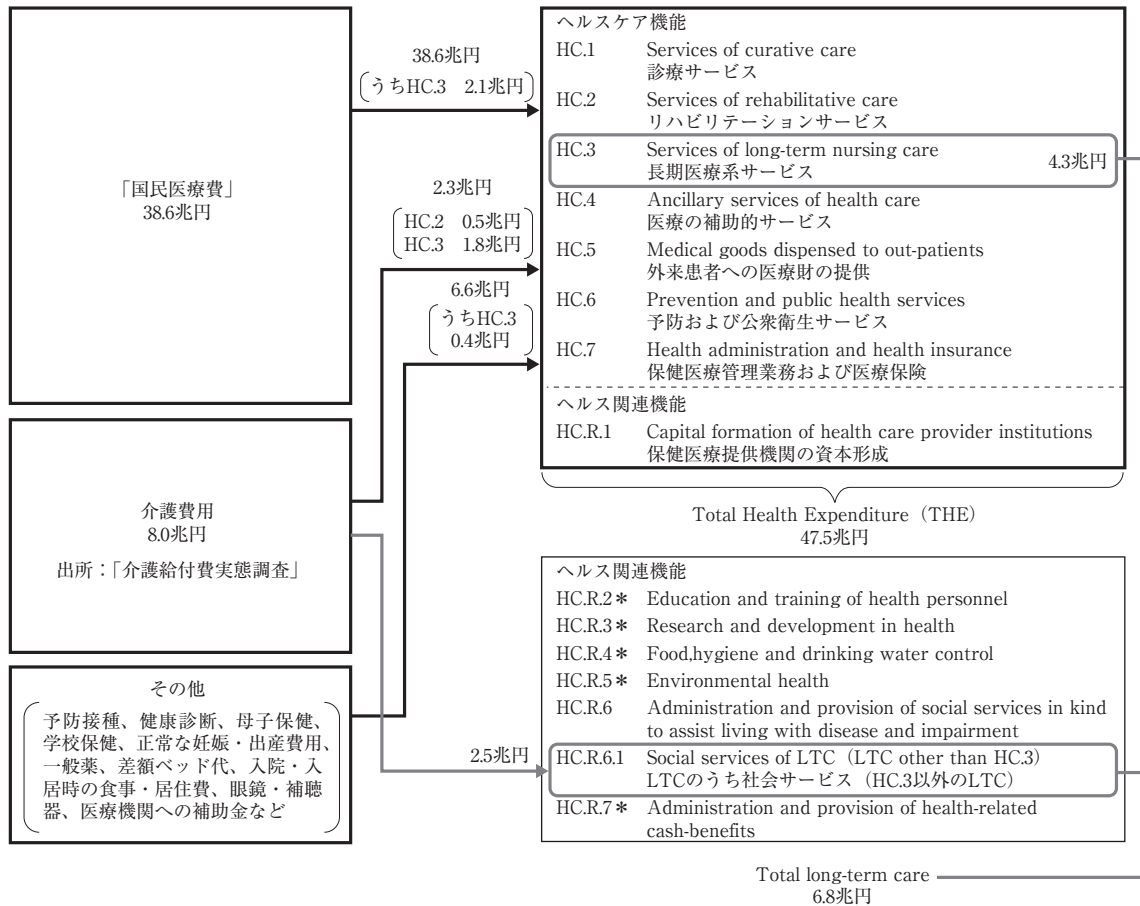 「国民医療費」
38.6兆円
介護費用
8.0兆円
出所：「介護給付費実態調査」
その他
予防接種、健康診断、母子保健、
学校保健、正常な妊娠・出産費用、
一般薬、差額ベッド代、入院・入
居時の食事・居住費、眼鏡・補聴
器、医療機関への補助金など
38.6兆円
うちHC.3 2.1兆円
2.3兆円
HC.2 0.5兆円
HC.3 1.8兆円
6.6兆円
うちHC.3
0.4兆円
2.5兆円
ヘルスケア機能
HC.1 Services of curative care
診療サービス
HC.2 Services of rehabilitative care
リハビリテーションサービス
HC.3 Services of long-term nursing care
長期医療系サービス
4.3兆円
HC.4 Ancillary services of health care
医療の補助的サービス
HC.5 Medical goods dispensed to out-patients
外来患者への医療財の提供
HC.6 Prevention and public health services
予防および公衆衛生サービス
HC.7 Health administration and health insurance
保健医療管理業務および医療保険
ヘルス関連機能
HC.R.1 Capital formation of health care provider institutions
保健医療提供機関の資本形成
Total Health Expenditure（THE）
47.5兆円
ヘルス関連機能
HC.R.2＊ Education and training of health personnel
HC.R.3＊ Research and development in health
HC.R.4＊ Food,hygiene and drinking water control
HC.R.5＊ Environmental health
HC.R.6 Administration and provision of social services in kind
to assist living with disease and impairment
HC.R.6.1 Social services of LTC（LTC other than HC.3）
LTCのうち社会サービス（HC.3以外のLTC）
HC.R.7＊ Administration and provision of health-related
cash-benefits
Total long-term care
6.8兆円